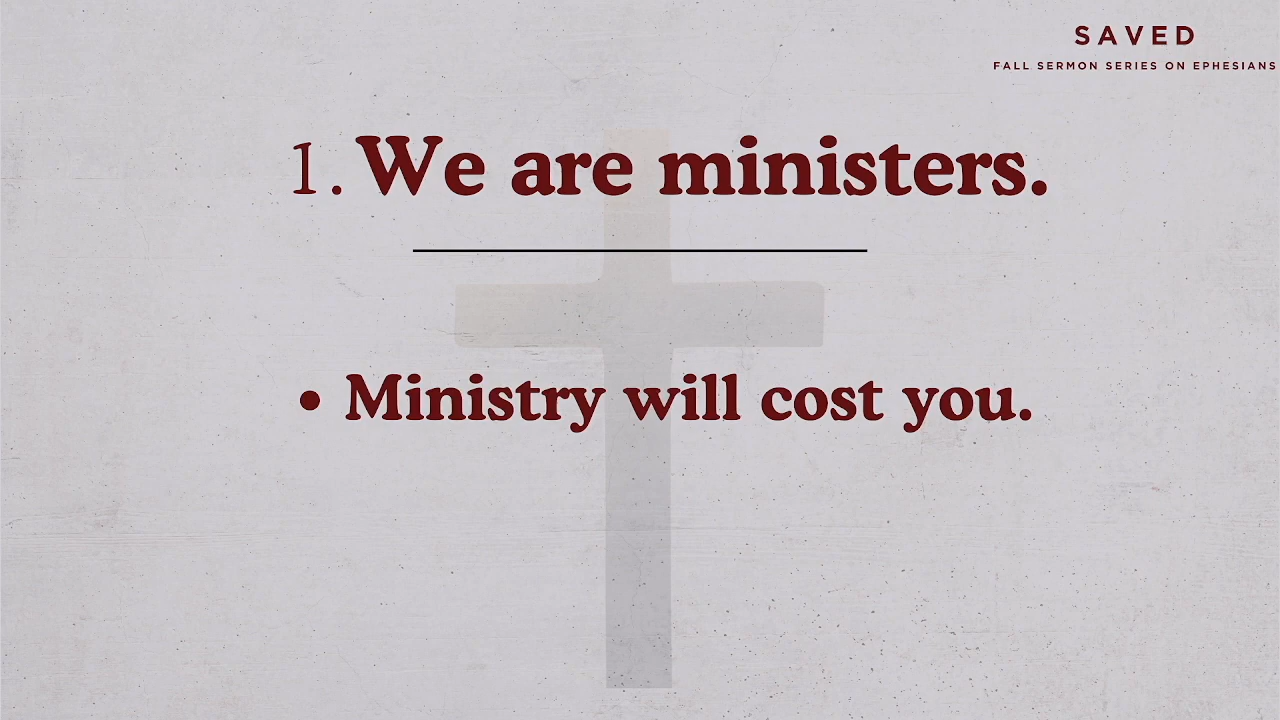 SAVED
FALL SERMON SERIES ON EPHESIANS
1. We are ministers.
• Ministry will cost you.